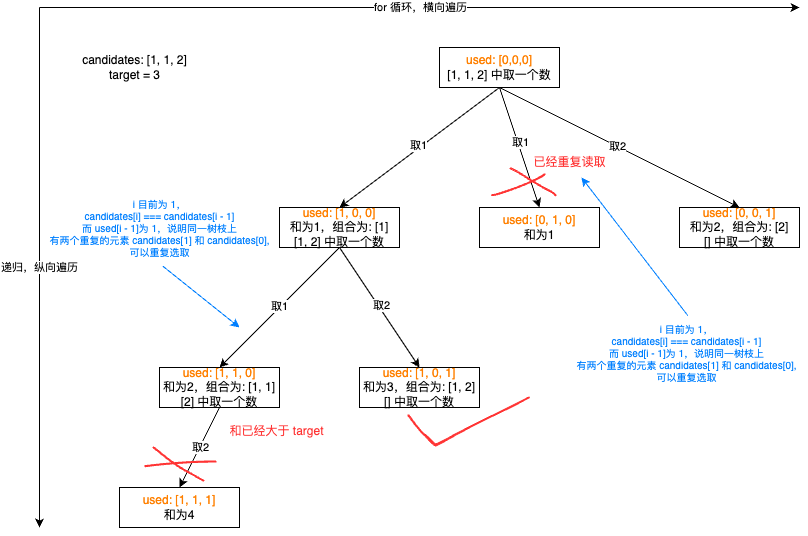 for 循环，横向遍历
candidates: [1, 1, 2]
target = 3
used: [0,0,0]
[1, 1, 2] 中取一个数
取1
取1
取2
已经重复读取
i 目前为 1，
candidates[i] === candidates[i - 1]
而 used[i - 1]为 1，说明同一树枝上
有两个重复的元素 candidates[1] 和 candidates[0],
可以重复选取
used: [1, 0, 0]
和为1，组合为: [1]
[1, 2] 中取一个数
used: [0, 1, 0]
和为1
used: [0, 0, 1]
和为2，组合为: [2]
[] 中取一个数
递归，纵向遍历
取1
取2
i 目前为 1，
candidates[i] === candidates[i - 1]
而 used[i - 1]为 1，说明同一树枝上
有两个重复的元素 candidates[1] 和 candidates[0],
可以重复选取
used: [1, 1, 0]
和为2，组合为: [1, 1]
[2] 中取一个数
used: [1, 0, 1]
和为3，组合为: [1, 2]
[] 中取一个数
和已经大于 target
取2
used: [1, 1, 1]
和为4